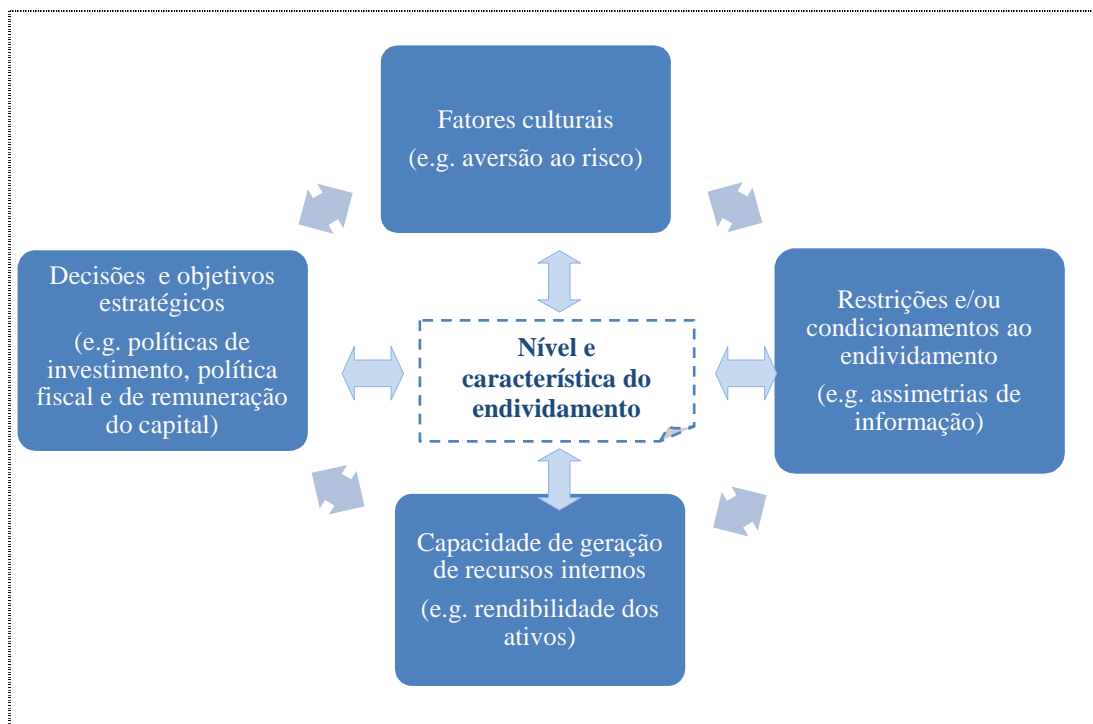 Fatores culturais
(e.g. aversão ao risco)
Decisões e objetivos
estratégicos
(e.g. políticas de
investimento, política
fiscal e de remuneração
do capital)
Nível e
característica do
endividamento
Restrições e/ou
condicionamentos ao
endividamento
(e.g. assimetrias de
informação)
Capacidade de geração
de recursos internos
(e.g. rendibilidade dos
ativos)